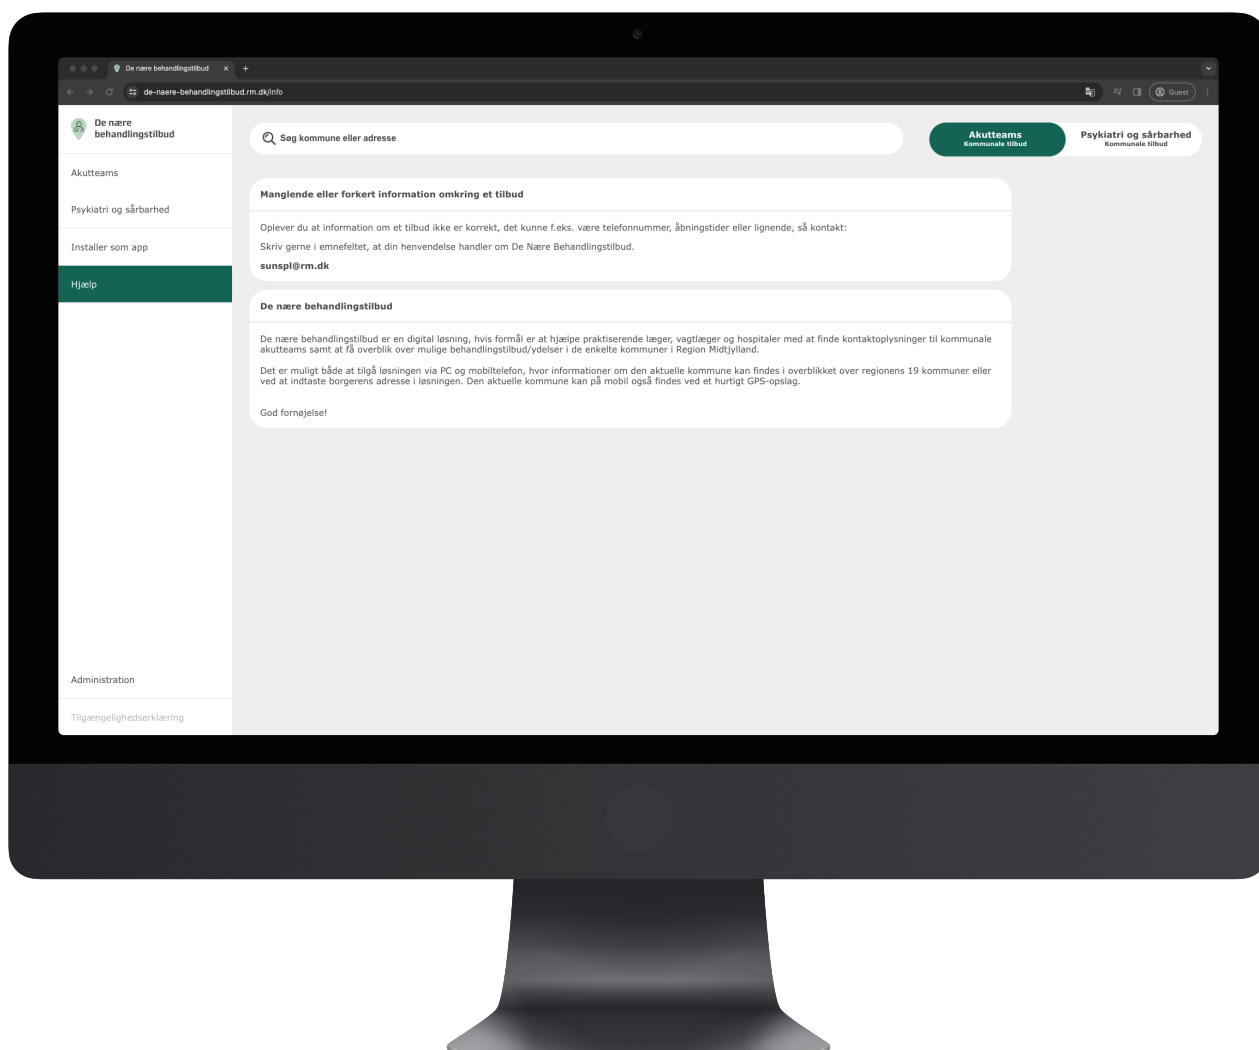 De nære behandlingstilbud
de-naere-behandlingstilbud.rm.dk/info
Guest
De nære
behandlingstilbud
Søg kommune eller adresse
Akutteams
Kommunale tilbud
Psykiatri og sårbarhed
Kommunale tilbud
Akutteams
Psykiatri og sårbarhed
Installer som app
Hjælp
Administration
Tilgængelighedserklæring
Manglende eller forkert information omkring et tilbud
Oplever du at information om et tilbud ikke er korrekt, det kunne f.eks. være telefonnummer, åbningstider eller lignende, så kontakt:
Skriv gerne i emnefeltet, at din henvendelse handler om De Nære Behandlingstilbud.
sunspl@rm.dk
De nære behandlingstilbud
De nære behandlingstilbud er en digital løsning, hvis formål er at hjælpe praktiserende læger, vagtlæger og hospitaler med at finde kontaktoplysninger til kommunale
akutteams samt at få overblik over mulige behandlingstilbud/ydelser i de enkelte kommuner i Region Midtjylland.
Det er muligt både at tilgå løsningen via PC og mobiltelefon, hvor informationer om den aktuelle kommune kan findes i overblikket over regionens 19 kommuner eller
ved at indtaste borgerens adresse i løsningen. Den aktuelle kommune kan på mobil også findes ved et hurtigt GPS-opslag.
God fornøjelse!